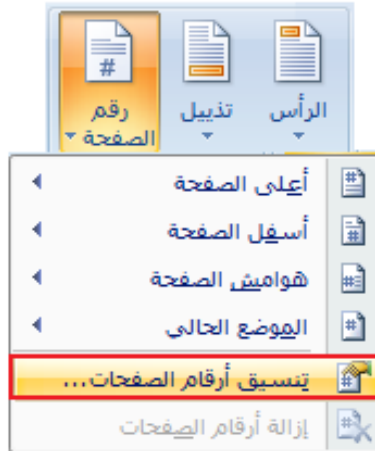 الرأس
تذييل
رقم
الصفحة
أعلى الصفحة
أسفل الصفحة
هوامش الصفحة
الموضع الحالي
تنسيق أرقام الصفحات...
إزالة أرقام الصفحات